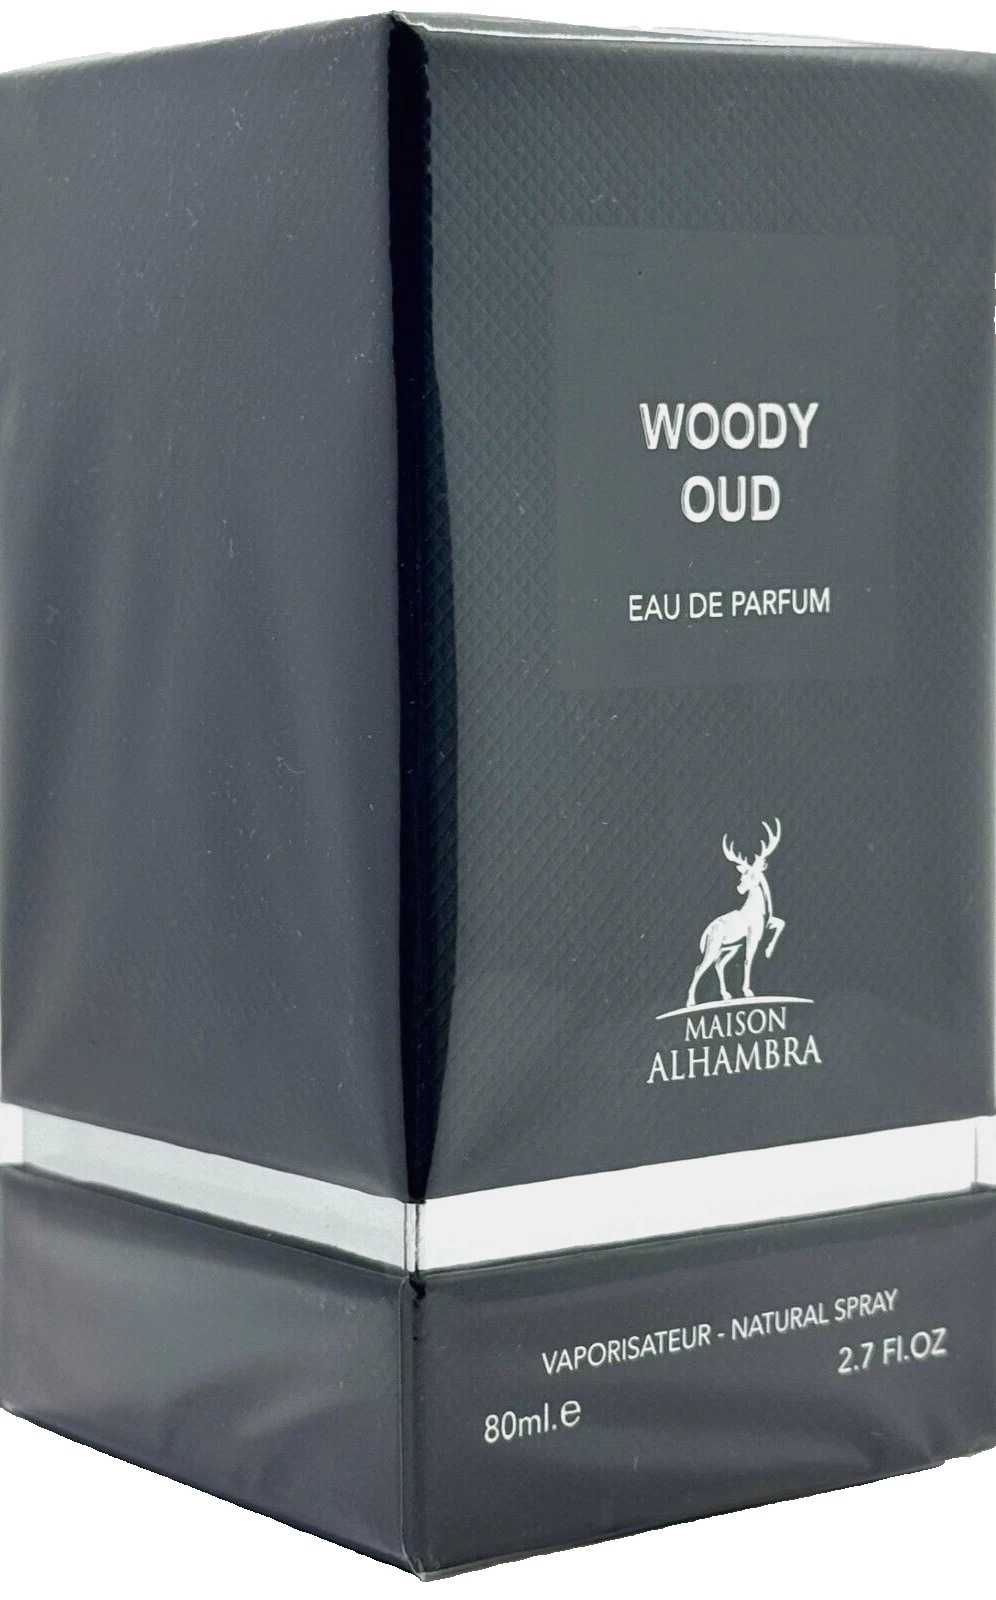 WOODY
OUD
EAU DE PARFUM
MAISON
ALHAMBRA
VAPORISATEUR - NATURAL SPRAY
80ml.e 2.7 Fl.OZ